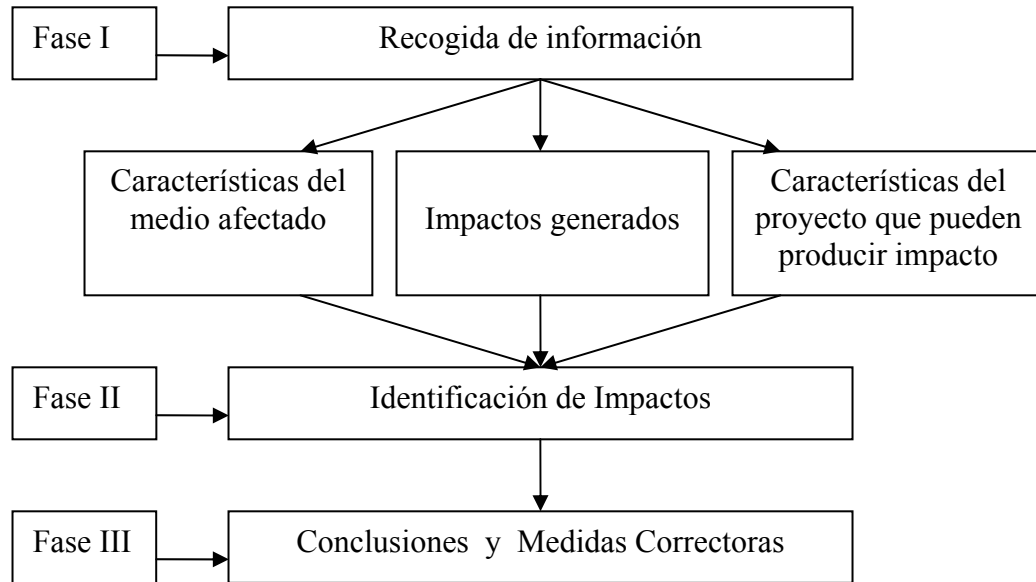 Fase I
Recogida de información
Características del
medio afectado
Impactos generados
Características del
proyecto que pueden
producir impacto
Fase II
Identificación de Impactos
Fase III
Conclusiones y Medidas Correctoras